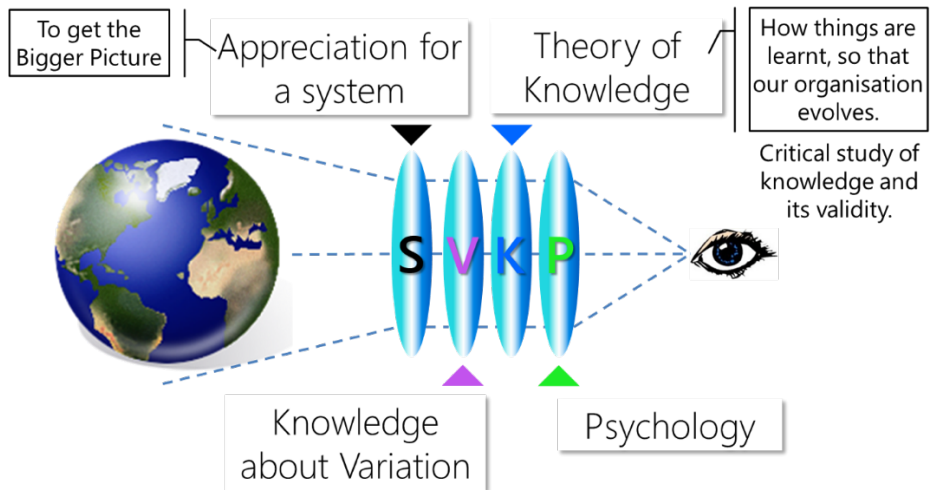 To get the
Bigger Picture
Appreciation for
a system
Theory of
Knowledge
How things are
learnt, so that
our organisation
evolves.
Critical study of
knowledge and
its validity.
S V K P
Knowledge
about Variation
Psychology